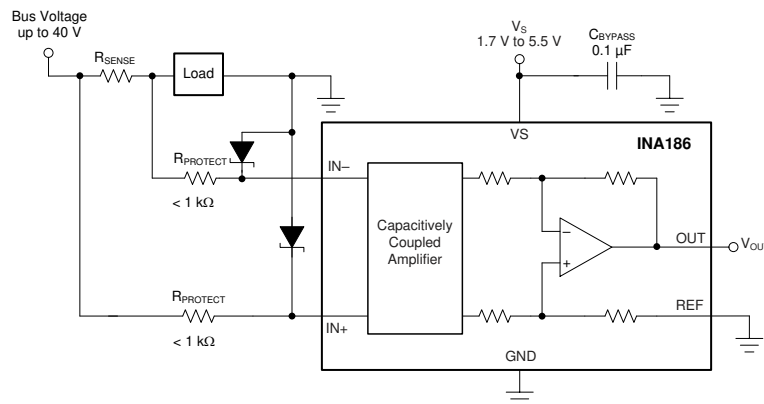 Bus Voltage
up to 40 V
RSENSE
Load
VS
1.7 V to 5.5 V
CBYPASS
0.1 µF
VS
INA186
RPROTECT
< 1 kΩ
IN–
Capacitively
Coupled
Amplifier
–
+
OUT
VOU
RPROTECT
< 1 kΩ
IN+
REF
GND